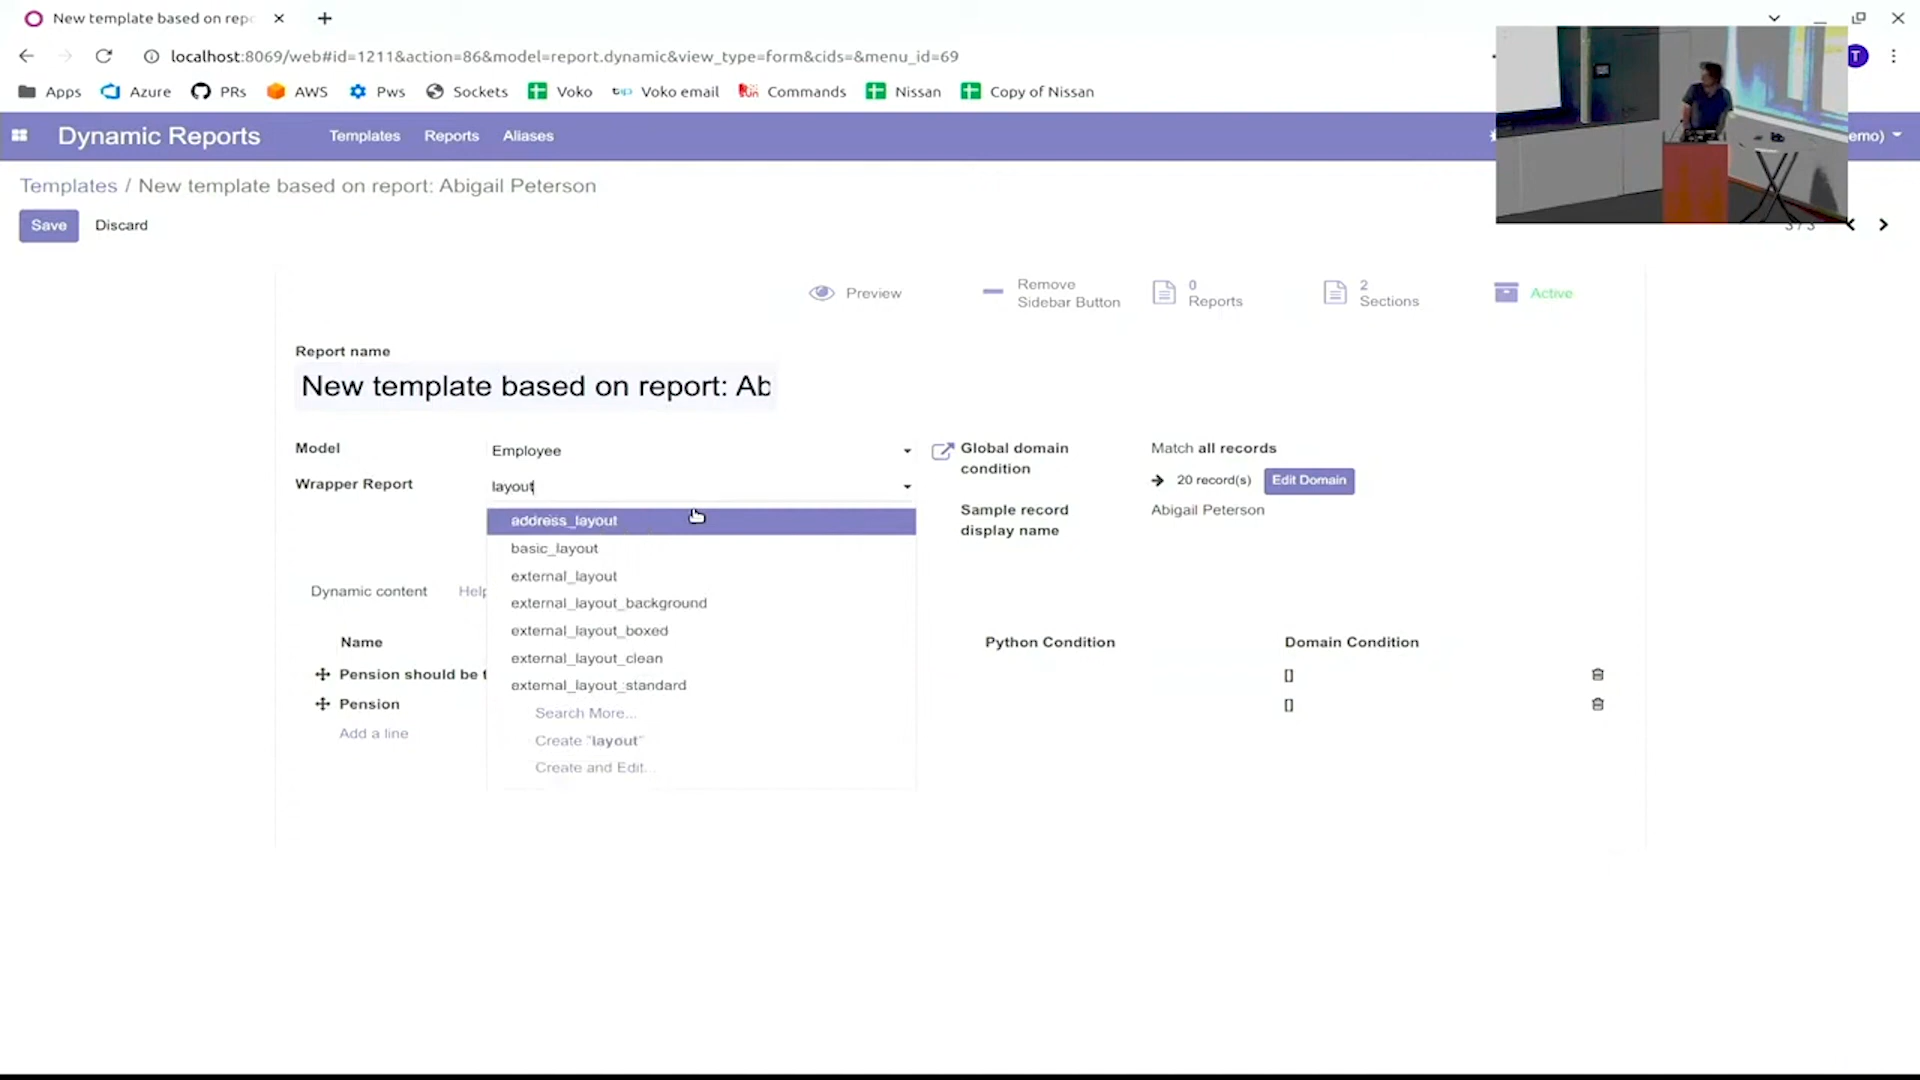 New template based on rep
localhost:8069/web#id=1211&action=86&model=report.dynamic&view_type=form&cids=&menu_id=69
T
Apps Azure PRs AWS Pws Sockets Voko Voko email Commands Nissan Copy of Nissan
Dynamic Reports Templates Reports Aliases emo)
Templates / New template based on report: Abigail Peterson
Save Discard 3 / 3
Preview
Remove Sidebar Button
0 Reports
2 Sections
Active
Report name
New template based on report: Ab
Model Employee
Wrapper Report layout
address_layout
basic_layout
external_layout
external_layout_background
external_layout_boxed
external_layout_clean
external_layout_standard
Search More...
Create "layout"
Create and Edit...
Global domain condition
Match all records
20 record(s) Edit Domain
Sample record display name
Abigail Peterson
Dynamic content Help
Name Python Condition Domain Condition
Pension should be t []
Pension []
Add a line